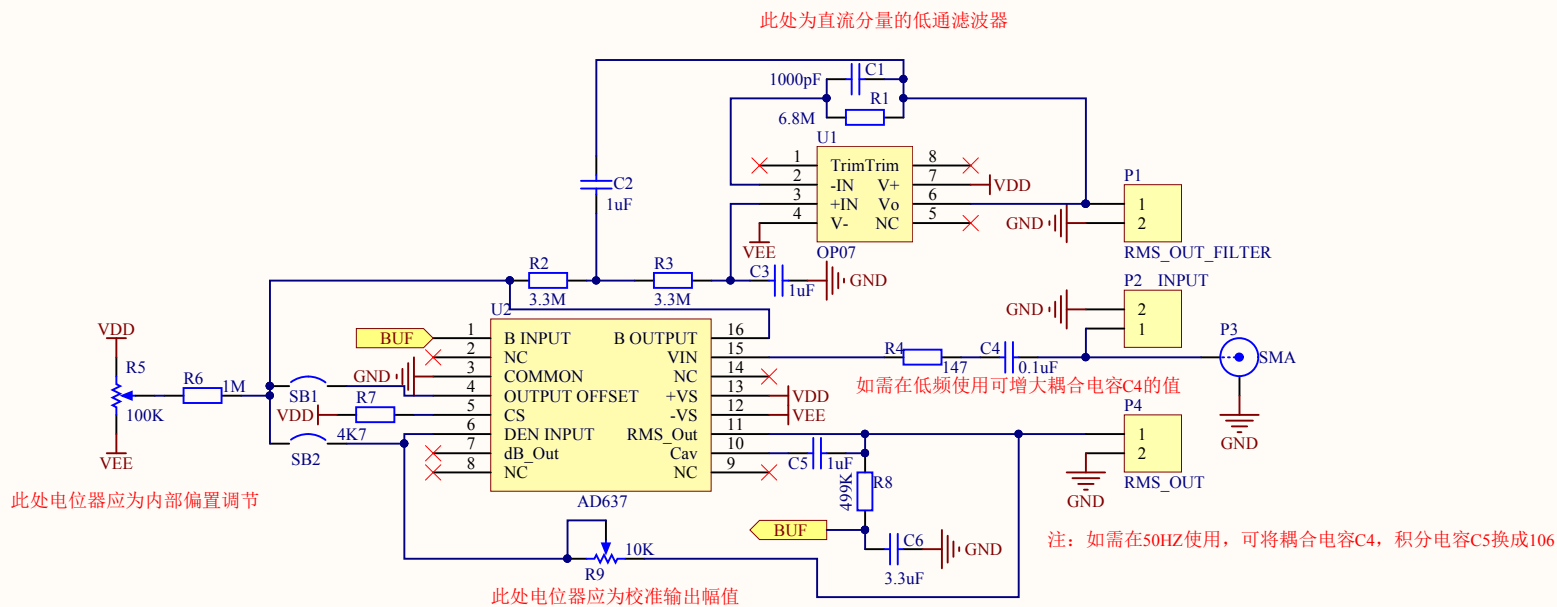 此处为直流分量的低通滤波器
1000pF
C1
R1
6.8M
U1
1 TrimTrim 8
2 -IN V+ 7 VDD
3 +IN Vo 6
4 V- NC 5
VEE
OP07
C2
1uF
P1
1
2
GND
RMS_OUT_FILTER
R2
3.3M
R3
3.3M
C3
1uF
GND
P2 INPUT
2
1
GND
U2
BUF 1 B INPUT B OUTPUT 16
2 NC VIN 15
GND 3 COMMON NC 14
4 OUTPUT OFFSET +VS 13 VDD
5 CS -VS 12 VEE
6 DEN INPUT RMS_Out 11
7 dB_Out Cav 10
8 NC NC 9
AD637
R4
147
C4
0.1uF
P3
SMA
GND
如需在低频使用可增大耦合电容C4的值
VDD
R5
100K
VEE
R6
1M
SB1
VDD
R7
4K7
SB2
此处电位器应为内部偏置调节
C5
1uF
R8
499K
P4
1
2
GND
RMS_OUT
BUF
C6
3.3uF
GND
注：如需在50HZ使用，可将耦合电容C4，积分电容C5换成106
10K
R9
此处电位器应为校准输出幅值